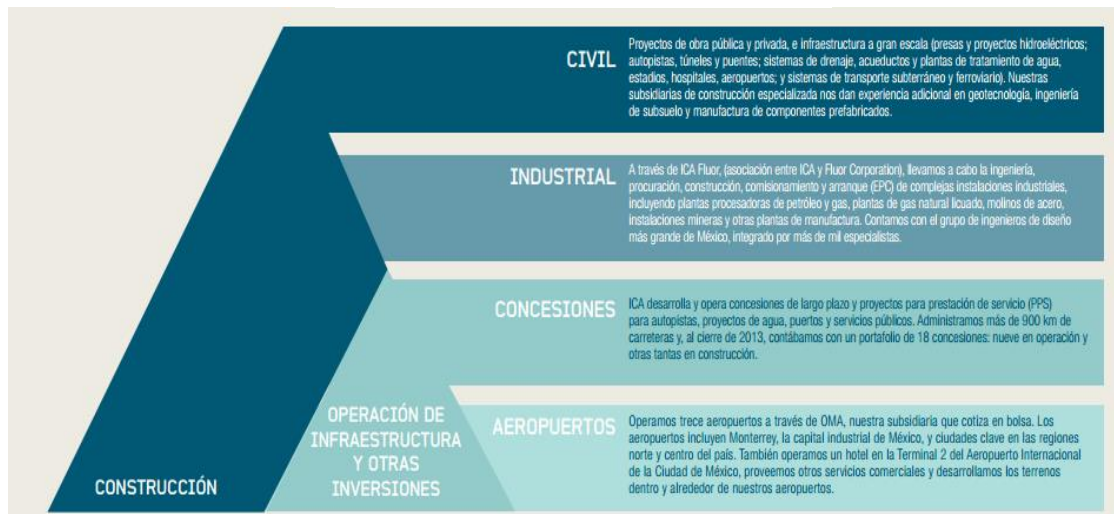 CIVIL
Proyectos de obra pública y privada, e infraestructura a gran escala (presas y proyectos hidroeléctricos;
autopistas, túneles y puentes; sistemas de drenaje, acueductos y plantas de tratamiento de agua,
estadios, hospitales, aeropuertos; y sistemas de transporte subterráneo y ferroviario). Nuestras
subsidiarias de construcción especializada nos dan experiencia adicional en geotecnología, ingeniería
de subsuelo y manufactura de componentes prefabricados.
INDUSTRIAL
A través de ICA Fluor, (asociación entre ICA y Fluor Corporation), llevamos a cabo la ingeniería,
procuración, construcción, comisionamiento y arranque (EPC) de complejas instalaciones industriales,
incluyendo plantas procesadoras de petróleo y gas, plantas de gas natural licuado, molinos de acero,
instalaciones mineras y otras plantas de manufactura. Contamos con el grupo de ingenieros de diseño
más grande de México, integrado por más de mil especialistas.
CONCESIONES
ICA desarrolla y opera concesiones de largo plazo y proyectos para prestación de servicio (PPS)
para autopistas, proyectos de agua, puertos y servicios públicos. Administramos más de 900 km de
carreteras y, al cierre de 2013, contábamos con un portafolio de 18 concesiones: nueve en operación y
otras tantas en construcción.
AEROPUERTOS
Operamos trece aeropuertos a través de OMA, nuestra subsidiaria que cotiza en bolsa. Los
aeropuertos incluyen Monterrey, la capital industrial de México, y ciudades clave en las regiones
norte y centro del país. También operamos un hotel en la Terminal 2 del Aeropuerto Internacional
de la Ciudad de México, proveemos otros servicios comerciales y desarrollamos los terrenos
dentro y alrededor de nuestros aeropuertos.
OPERACIÓN DE
INFRAESTRUCTURA
Y OTRAS
INVERSIONES
CONSTRUCCIÓN